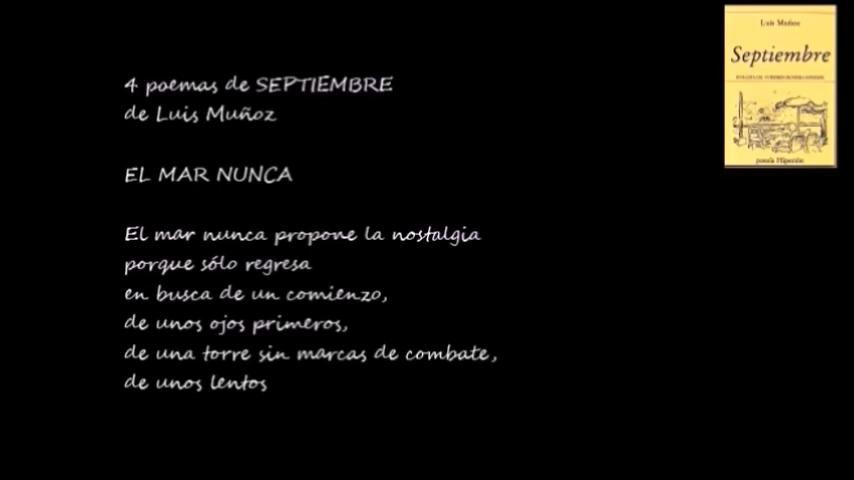 4 poemas de SEPTIEMBRE
de Luis Muñoz
EL MAR NUNCA
El mar nunca propone la nostalgia
porque sólo regresa
en busca de un comienzo,
de unos ojos primeros,
de una torre sin marcas de combate,
de unos lentos
Luis Muñoz
Septiembre
poesía Hiperión